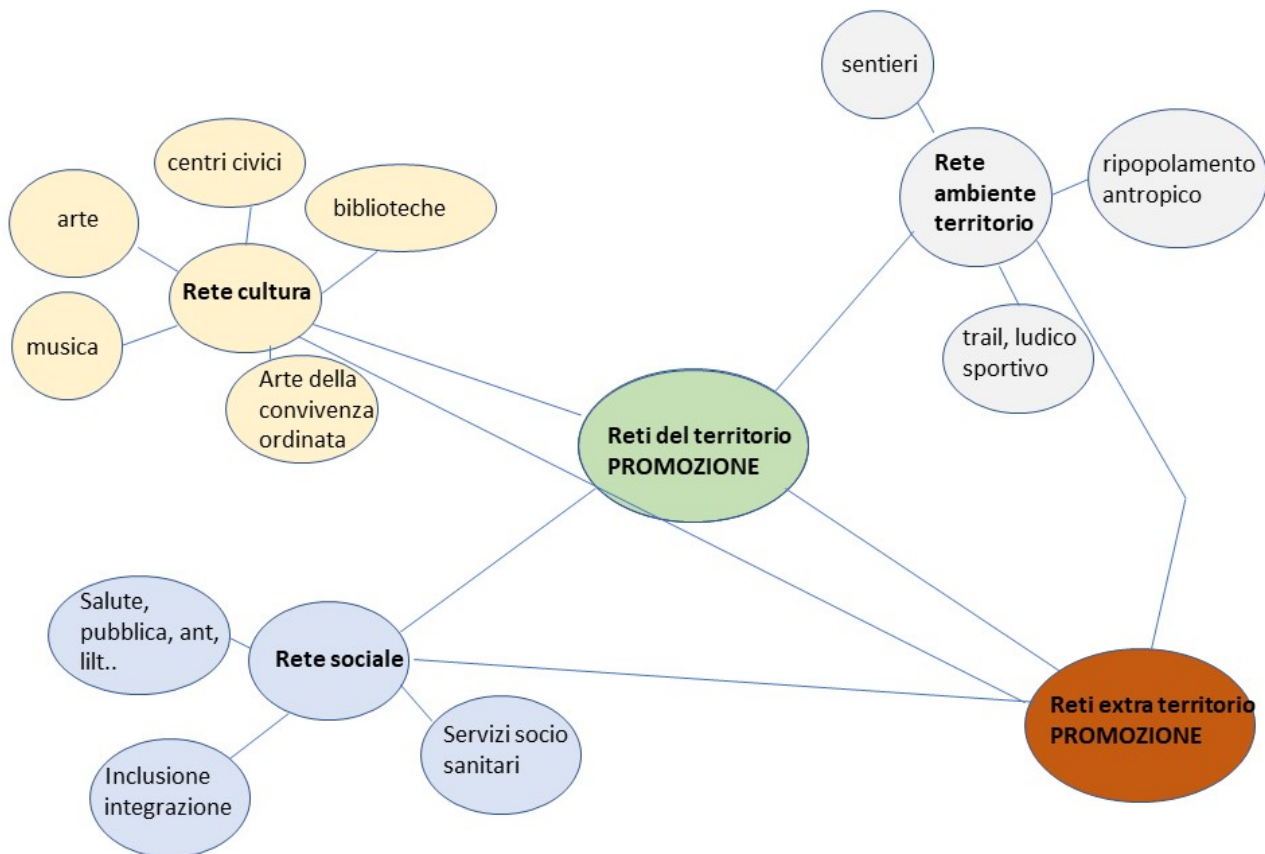 sentieri
centri civici
biblioteche
arte
Rete cultura
musica
Arte della
convivenza
ordinata
Rete
ambiente
territorio
ripopolamento
antropico
trail, ludico
sportivo
Reti del territorio
PROMOZIONE
Salute,
pubblica, ant,
lilt..
Rete sociale
Servizi socio
sanitari
Inclusione
integrazione
Reti extra territorio
PROMOZIONE